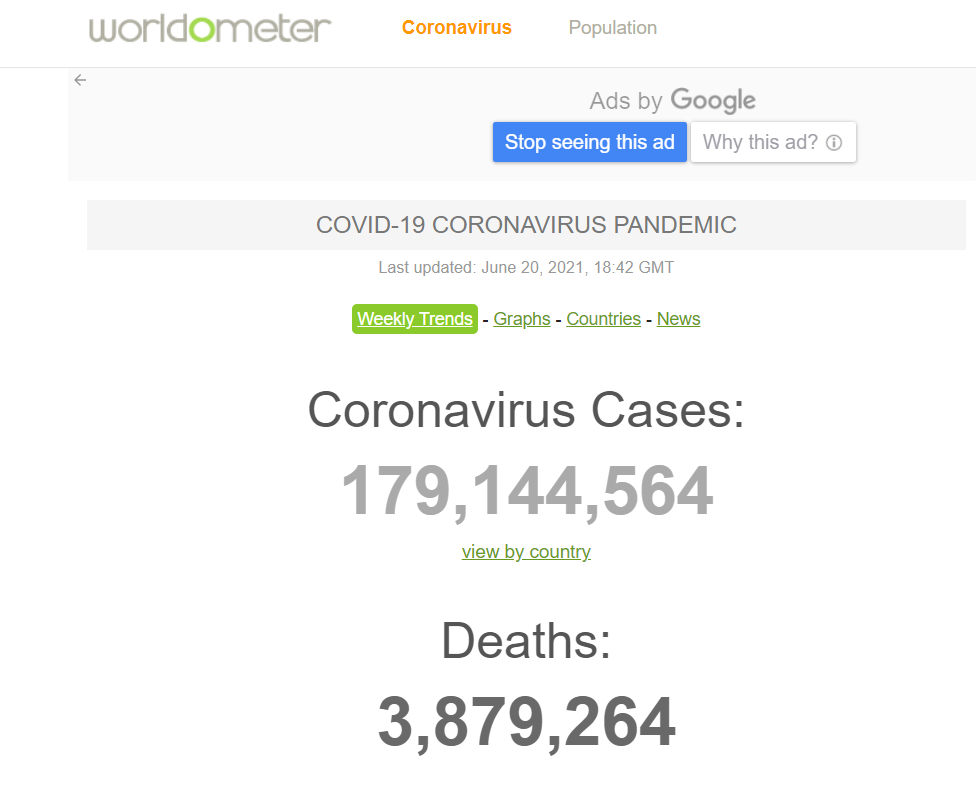 worldometer Coronavirus Population
Ads by Google
Stop seeing this ad Why this ad?
COVID-19 CORONAVIRUS PANDEMIC
Last updated: June 20, 2021, 18:42 GMT
Weekly Trends - Graphs - Countries - News
Coronavirus Cases:
179,144,564
view by country
Deaths:
3,879,264